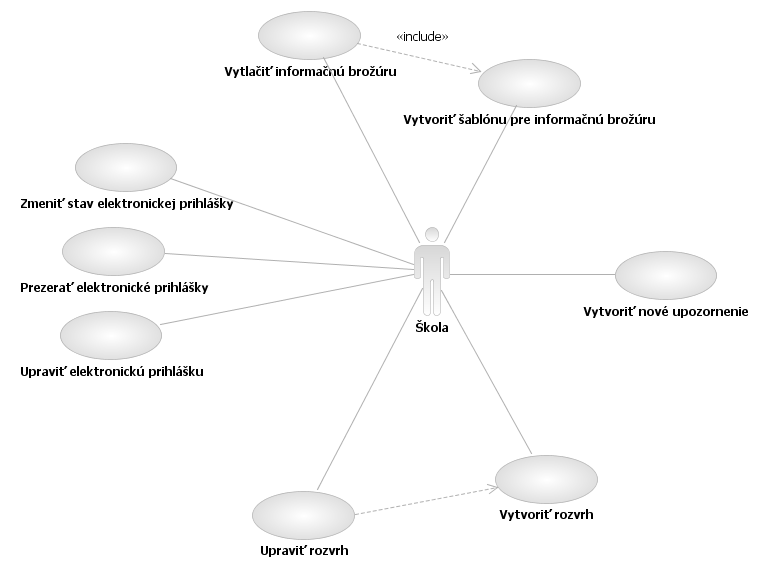 «include»
Vytlačiť informačnú brožúru
Vytvoriť šablónu pre informačnú brožúru
Zmeniť stav elektronickej prihlášky
Prezerať elektronické prihlášky
Vytvoriť nové upozornenie
Škola
Upraviť elektronickú prihlášku
Vytvoriť rozvrh
Upraviť rozvrh